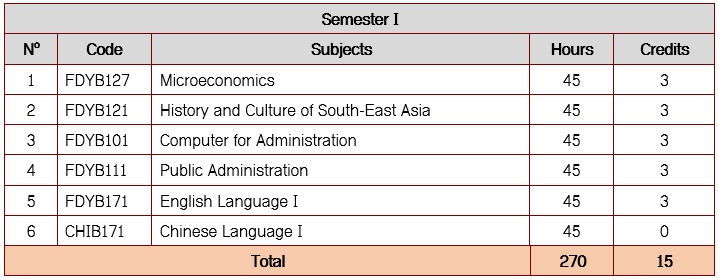 Semester I
Nº Code Subjects Hours Credits
1 FDYB127 Microeconomics 45 3
2 FDYB121 History and Culture of South-East Asia 45 3
3 FDYB101 Computer for Administration 45 3
4 FDYB111 Public Administration 45 3
5 FDYB171 English Language I 45 3
6 CHIB171 Chinese Language I 45 0
Total 270 15